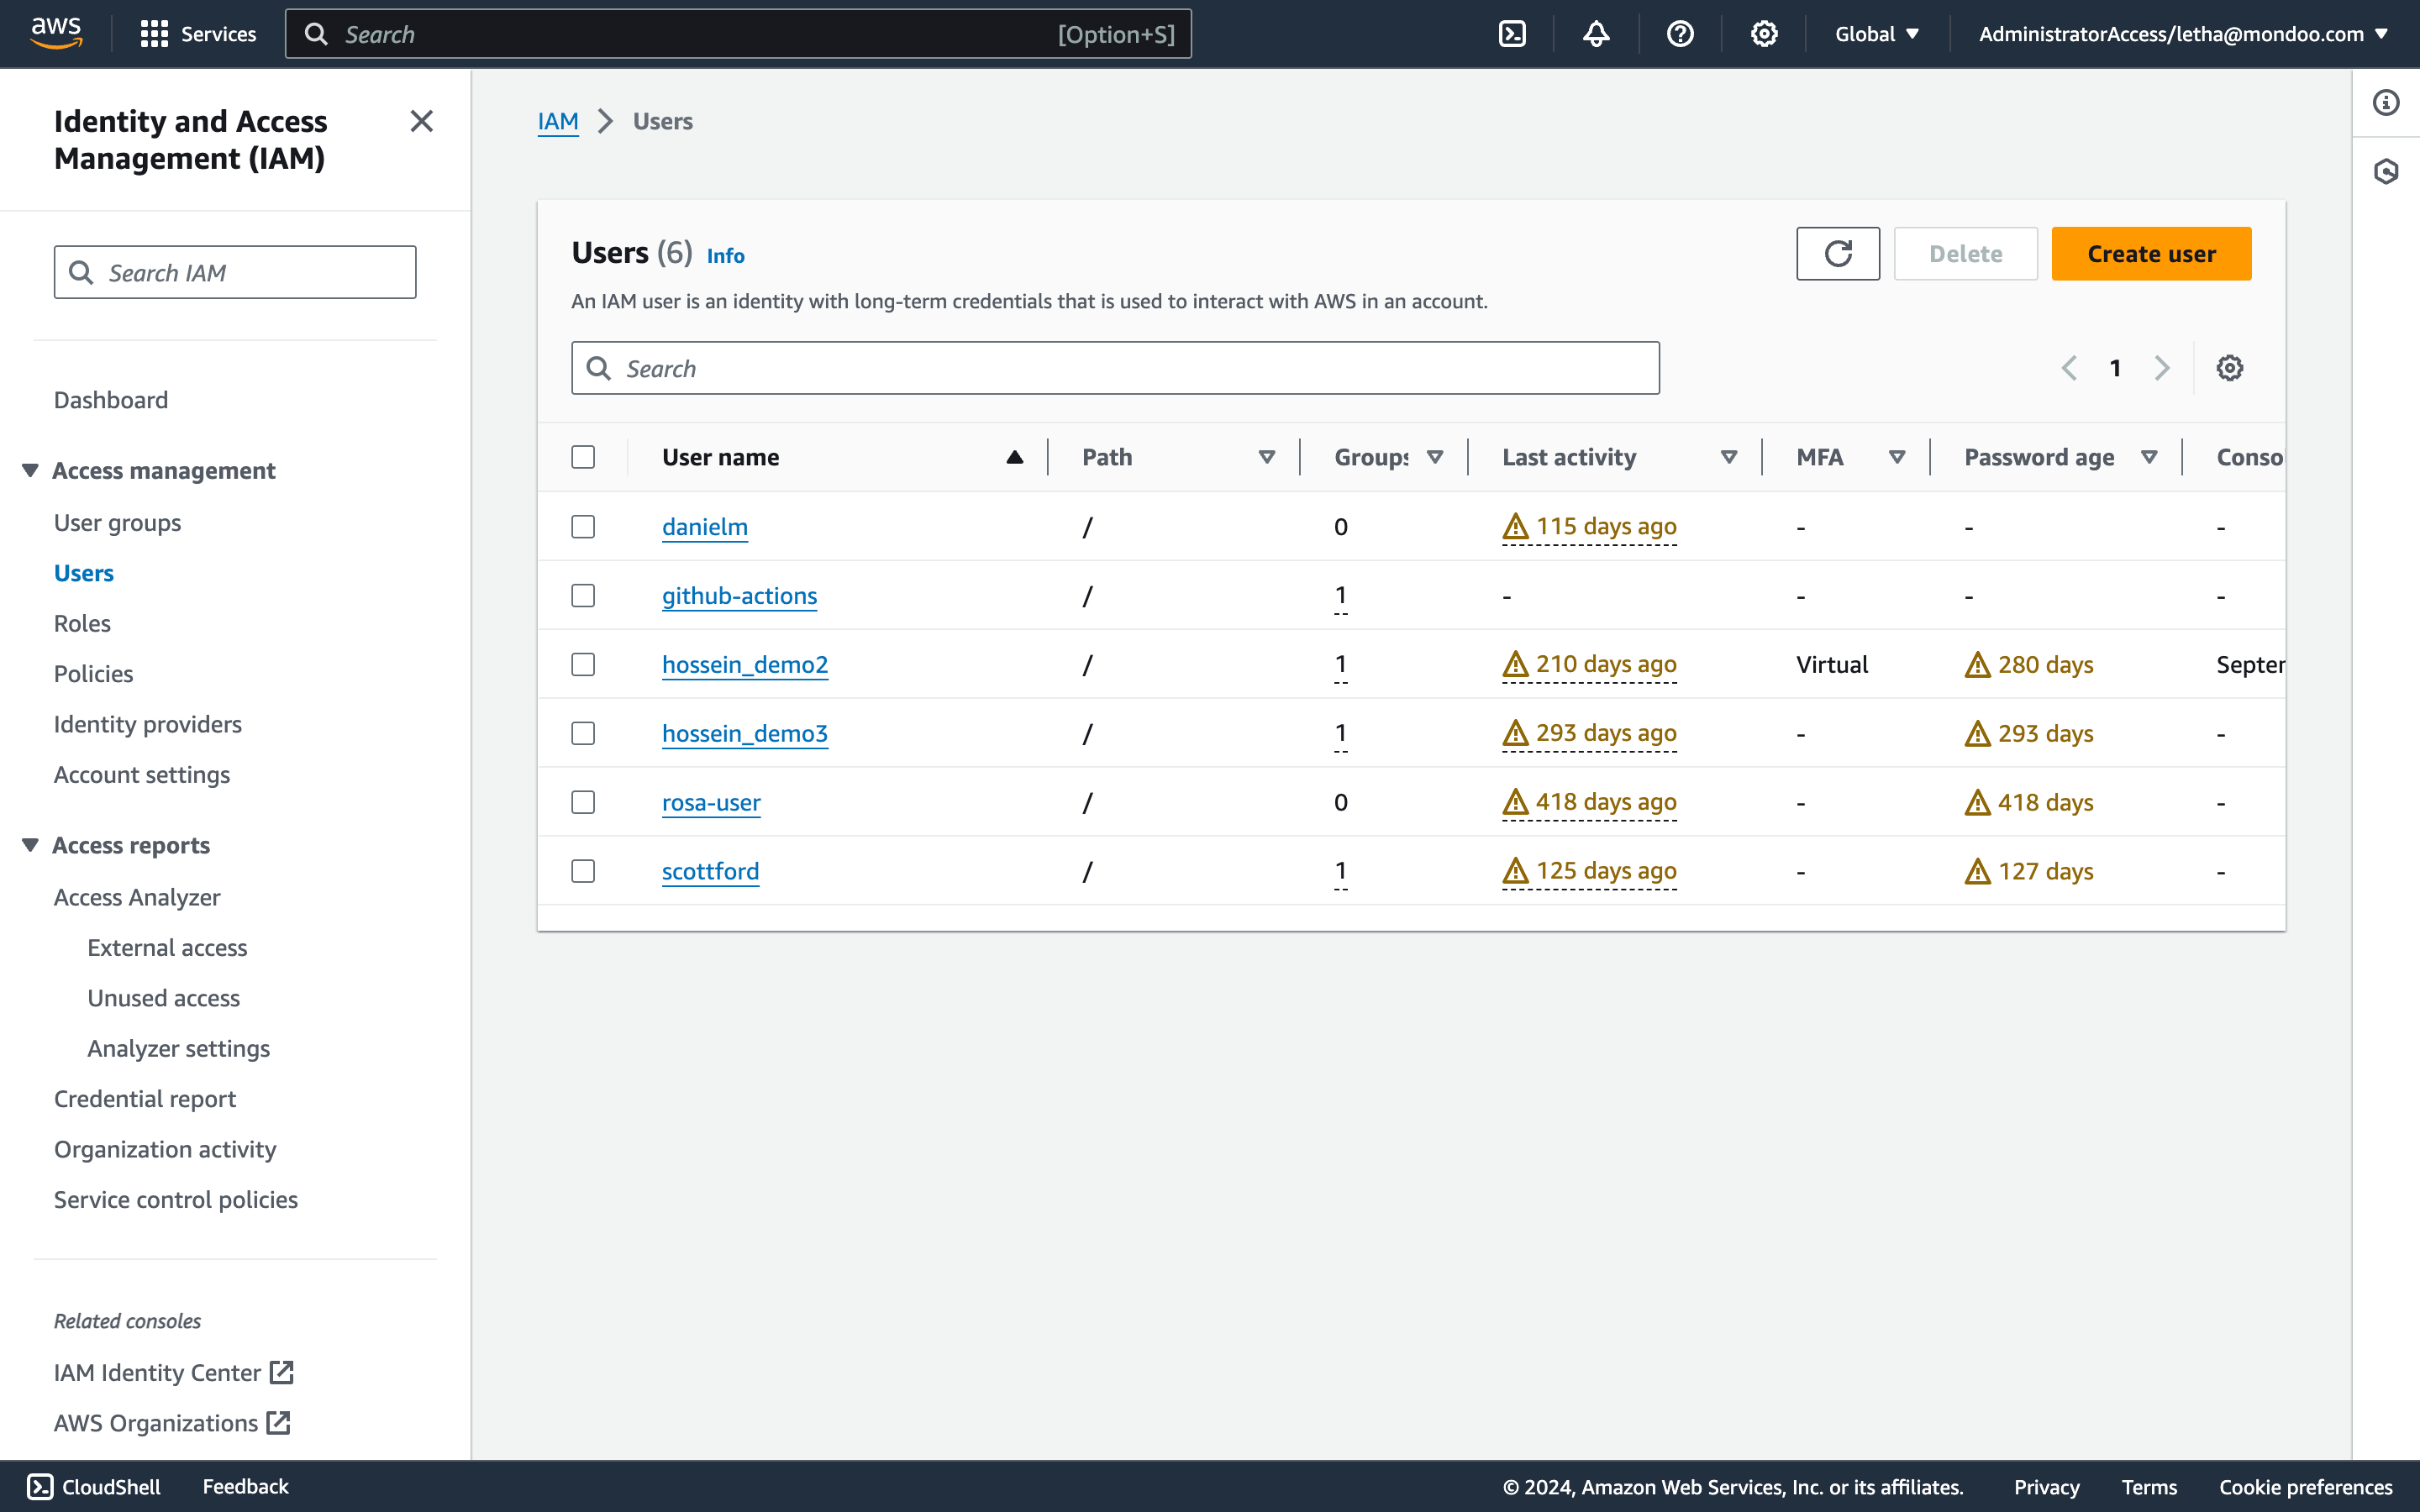 aws
Services
Search
[Option+S]
Global
AdministratorAccess/letha@mondoo.com
Identity and Access
Management (IAM)
Search IAM
Dashboard
Access management
User groups
Users
Roles
Policies
Identity providers
Account settings
Access reports
Access Analyzer
External access
Unused access
Analyzer settings
Credential report
Organization activity
Service control policies
Related consoles
IAM Identity Center
AWS Organizations
IAM > Users
Users (6) Info
Delete
Create user
An IAM user is an identity with long-term credentials that is used to interact with AWS in an account.
Search
1
User name Path Groups Last activity MFA Password age Conso
danielm / 0 115 days ago - - -
github-actions / 1 - - - -
hossein_demo2 / 1 210 days ago Virtual 280 days Septem
hossein_demo3 / 1 293 days ago - 293 days -
rosa-user / 0 418 days ago - 418 days -
scottford / 1 125 days ago - 127 days -
CloudShell
Feedback
© 2024, Amazon Web Services, Inc. or its affiliates.
Privacy
Terms
Cookie preferences